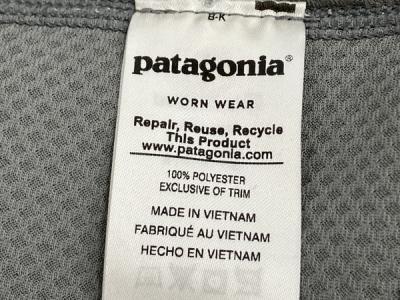 B-K
patagonia®
WORN WEAR
Repair, Reuse, Recycle
This Product
www.patagonia.com
100% POLYESTER
EXCLUSIVE OF TRIM
MADE IN VIETNAM
FABRIQUÉ AU VIETNAM
HECHO EN VIETNAM